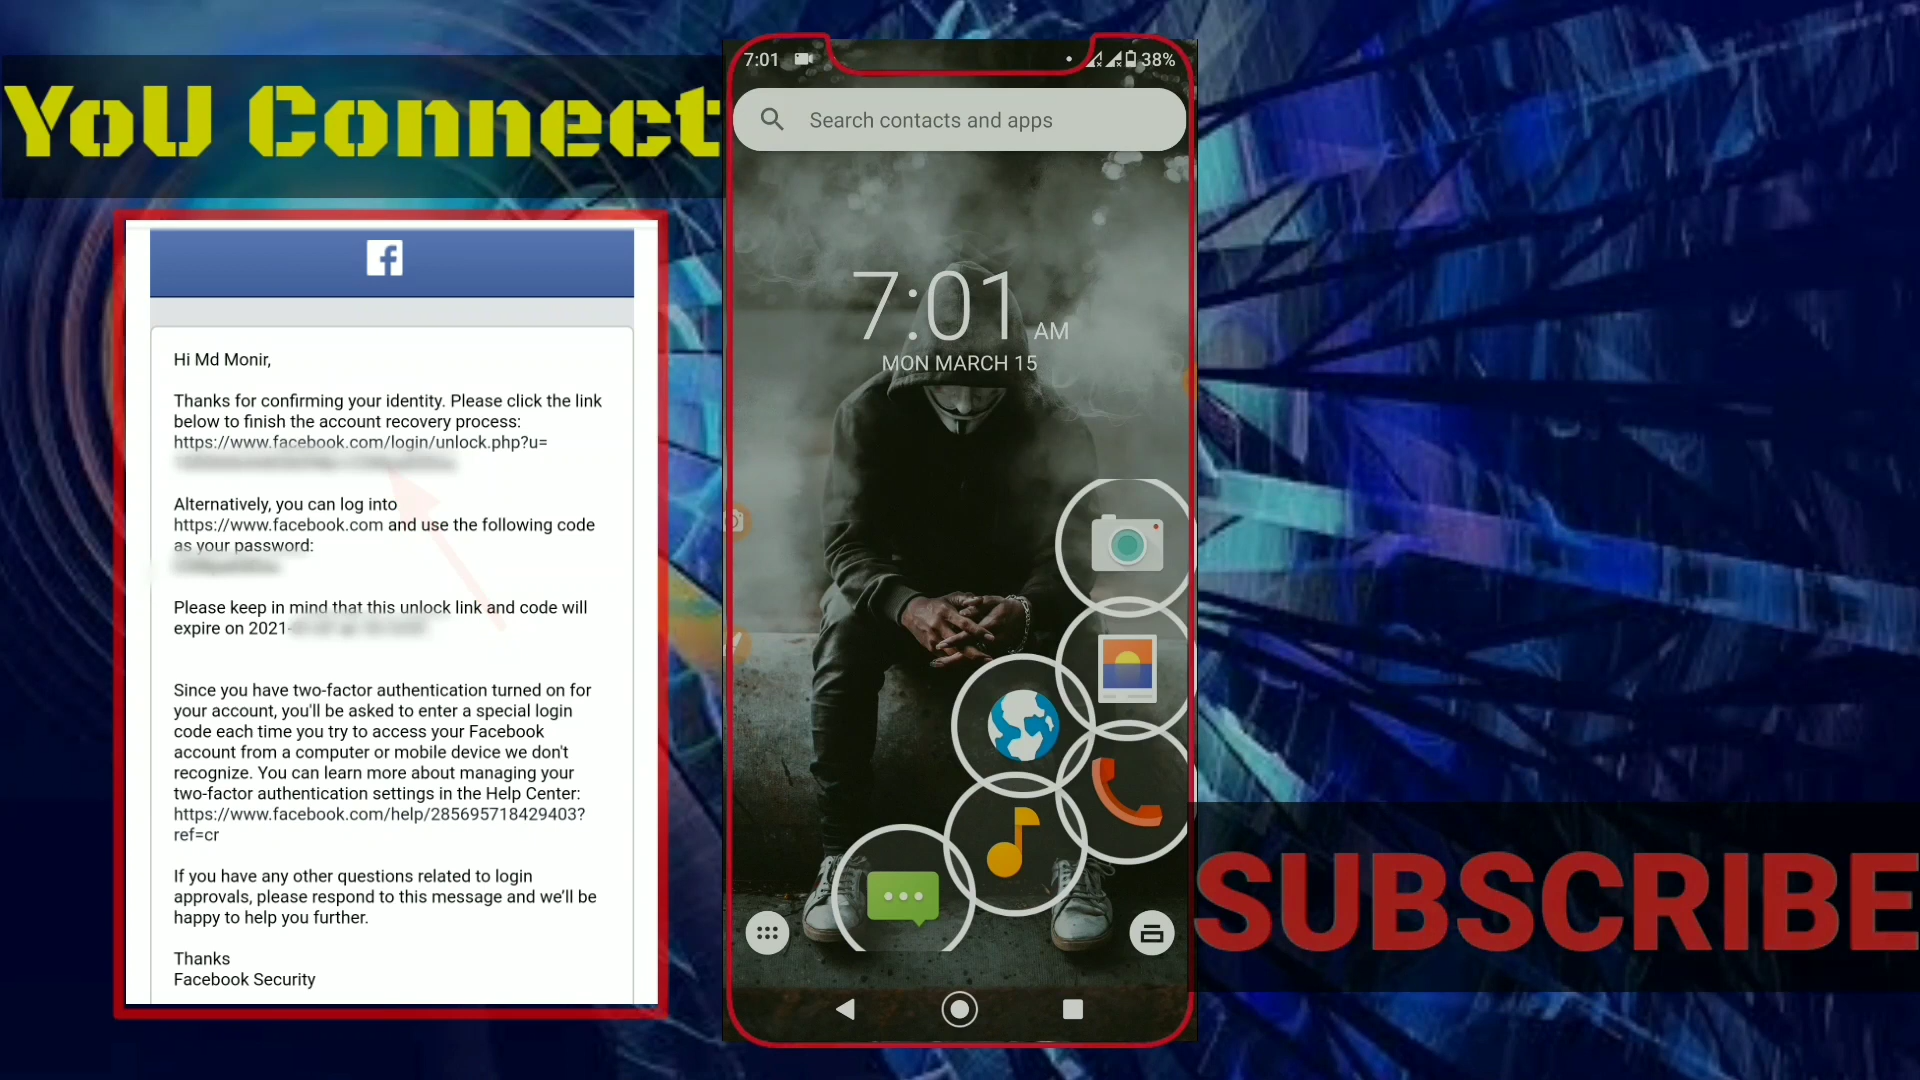 YoU Connect
Hi Md Monir,
Thanks for confirming your identity. Please click the link
below to finish the account recovery process:
https://www.facebook.com/login/unlock.php?u=
Alternatively, you can log into
https://www.facebook.com and use the following code
as your password:
Please keep in mind that this unlock link and code will
expire on 2021-
Since you have two-factor authentication turned on for
your account, you'll be asked to enter a special login
code each time you try to access your Facebook
account from a computer or mobile device we don't
recognize. You can learn more about managing your
two-factor authentication settings in the Help Center:
https://www.facebook.com/help/285695718429403?
ref=cr
If you have any other questions related to login
approvals, please respond to this message and we'll be
happy to help you further.
Thanks
Facebook Security
7:01 38%
Search contacts and apps
7:01 AM
MON MARCH 15
SUBSCRIBE